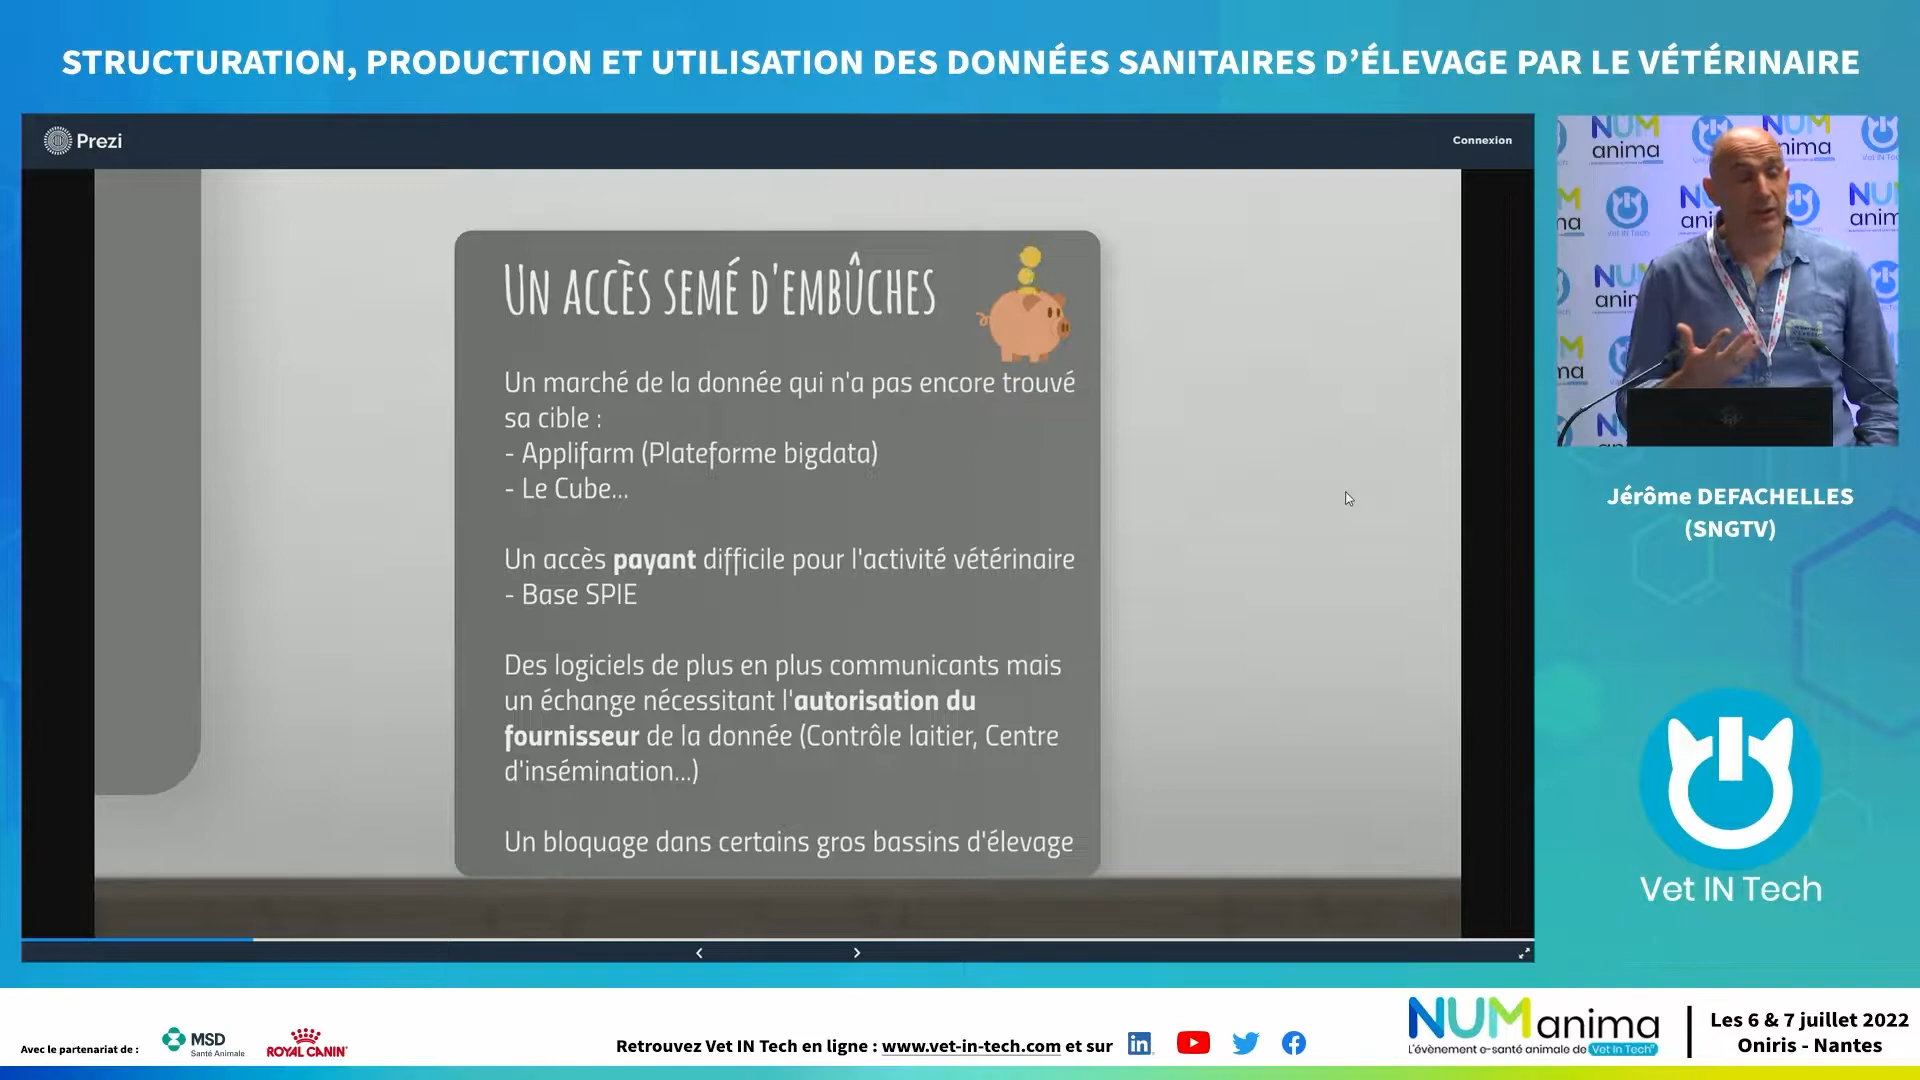 STRUCTURATION, PRODUCTION ET UTILISATION DES DONNÉES SANITAIRES D’ÉLEVAGE PAR LE VÉTÉRINAIRE
Prezi
Connexion
UN ACCÈS SEMÉ D'EMBÛCHES
Un marché de la donnée qui n'a pas encore trouvé
sa cible :
- Applifarm (Plateforme bigdata)
- Le Cube...
Un accès payant difficile pour l'activité vétérinaire
- Base SPIE
Des logiciels de plus en plus communicants mais
un échange nécessitant l'autorisation du
fournisseur de la donnée (Contrôle laitier, Centre
d'insémination...)
Un bloquage dans certains gros bassins d'élevage
NUM
anima
Vet IN Tech
Jérôme DEFACHELLES
(SNGTV)
Vet IN Tech
Avec le partenariat de :
MSD
Santé Animale
ROYAL CANIN
Retrouvez Vet IN Tech en ligne : www.vet-in-tech.com et sur
NUManima
L'évènement e-santé animale de Vet IN Tech
Les 6 & 7 juillet 2022
Oniris - Nantes